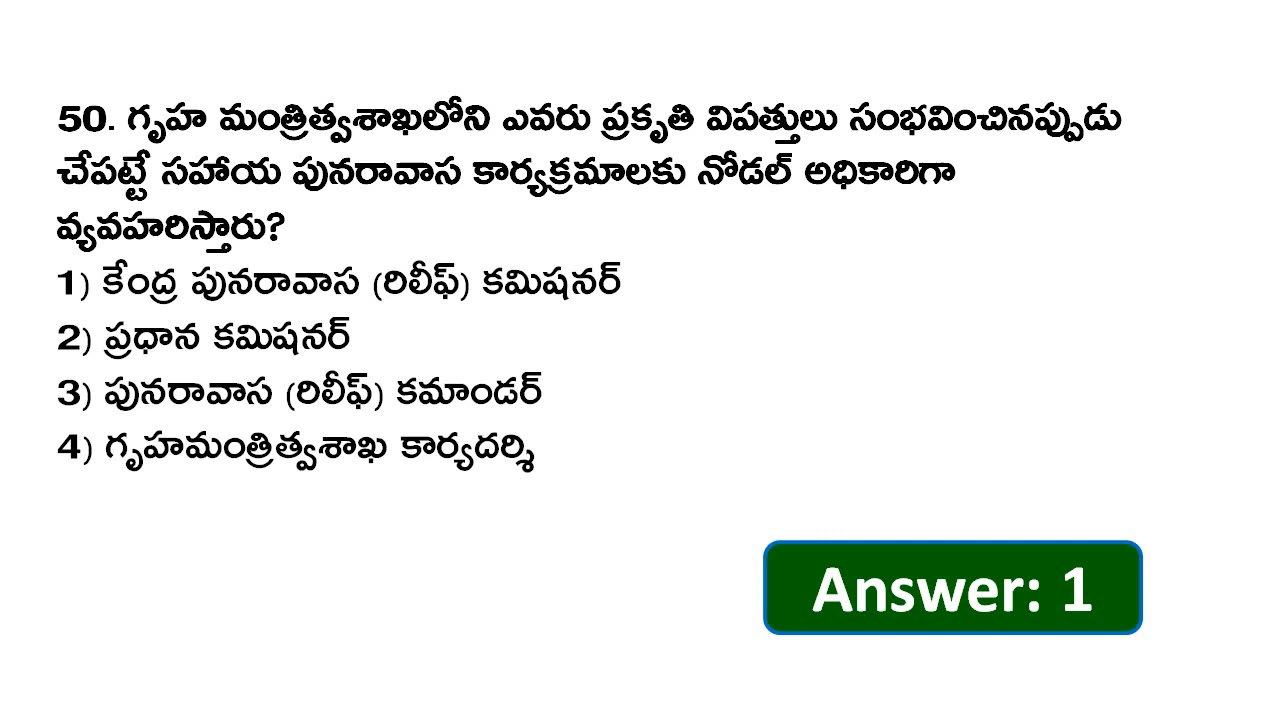 50. గృహ మంత్రిత్వశాఖలోని ఎవరు ప్రకృతి విపత్తులు సంభవించినప్పుడు
చేపట్టే సహాయ పునరావాస కార్యక్రమాలకు నోడల్ అధికారిగా
వ్యవహరిస్తారు?
1) కేంద్ర పునరావాస (రిలీఫ్) కమిషనర్
2) ప్రధాన కమిషనర్
3) పునరావాస (రిలీఫ్) కమాండర్
4) గృహమంత్రిత్వశాఖ కార్యదర్శి
Answer: 1